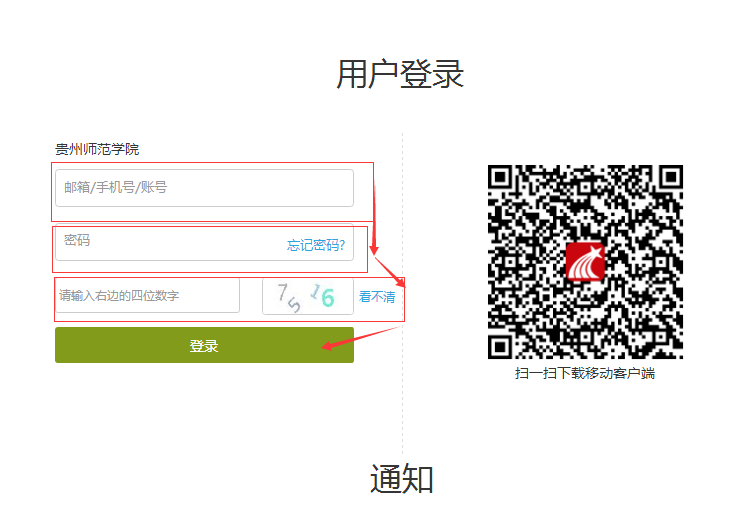 用户登录
贵州师范学院
邮箱/手机号/账号
密码
忘记密码?
请输入右边的四位数字
7516
看不清
登录
扫一扫下载移动客户端
通知